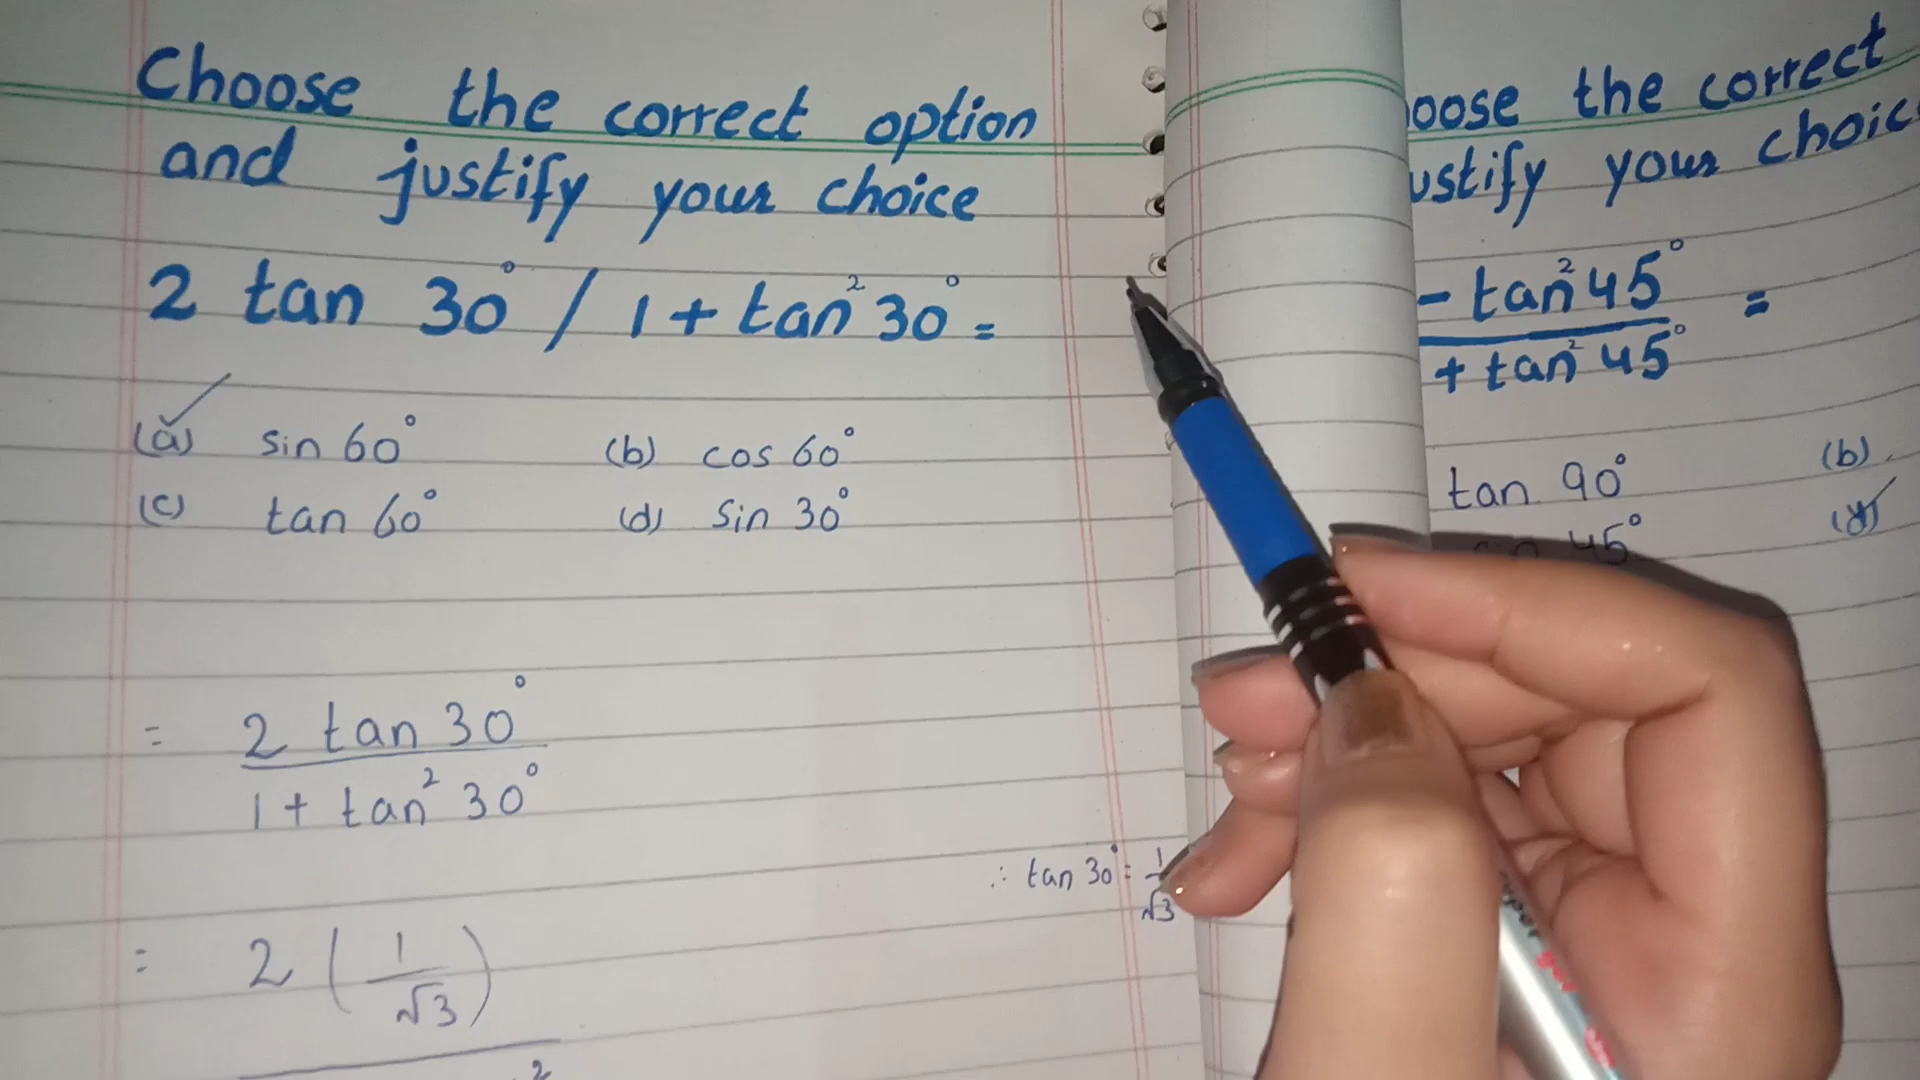 Choose the correct option
and justify your choice
2 tan 30° / 1 + tan² 30° =
(a) sin 60° (b) cos 60°
(c) tan 60° (d) sin 30°
= 2 tan 30°
1 + tan² 30°
∴ tan 30° = 1
√3
= 2 ( 1
√3 )
2
oose the correct
ustify your choic
- tan² 45° =
+ tan² 45°
tan 90° (b)
45° (d)